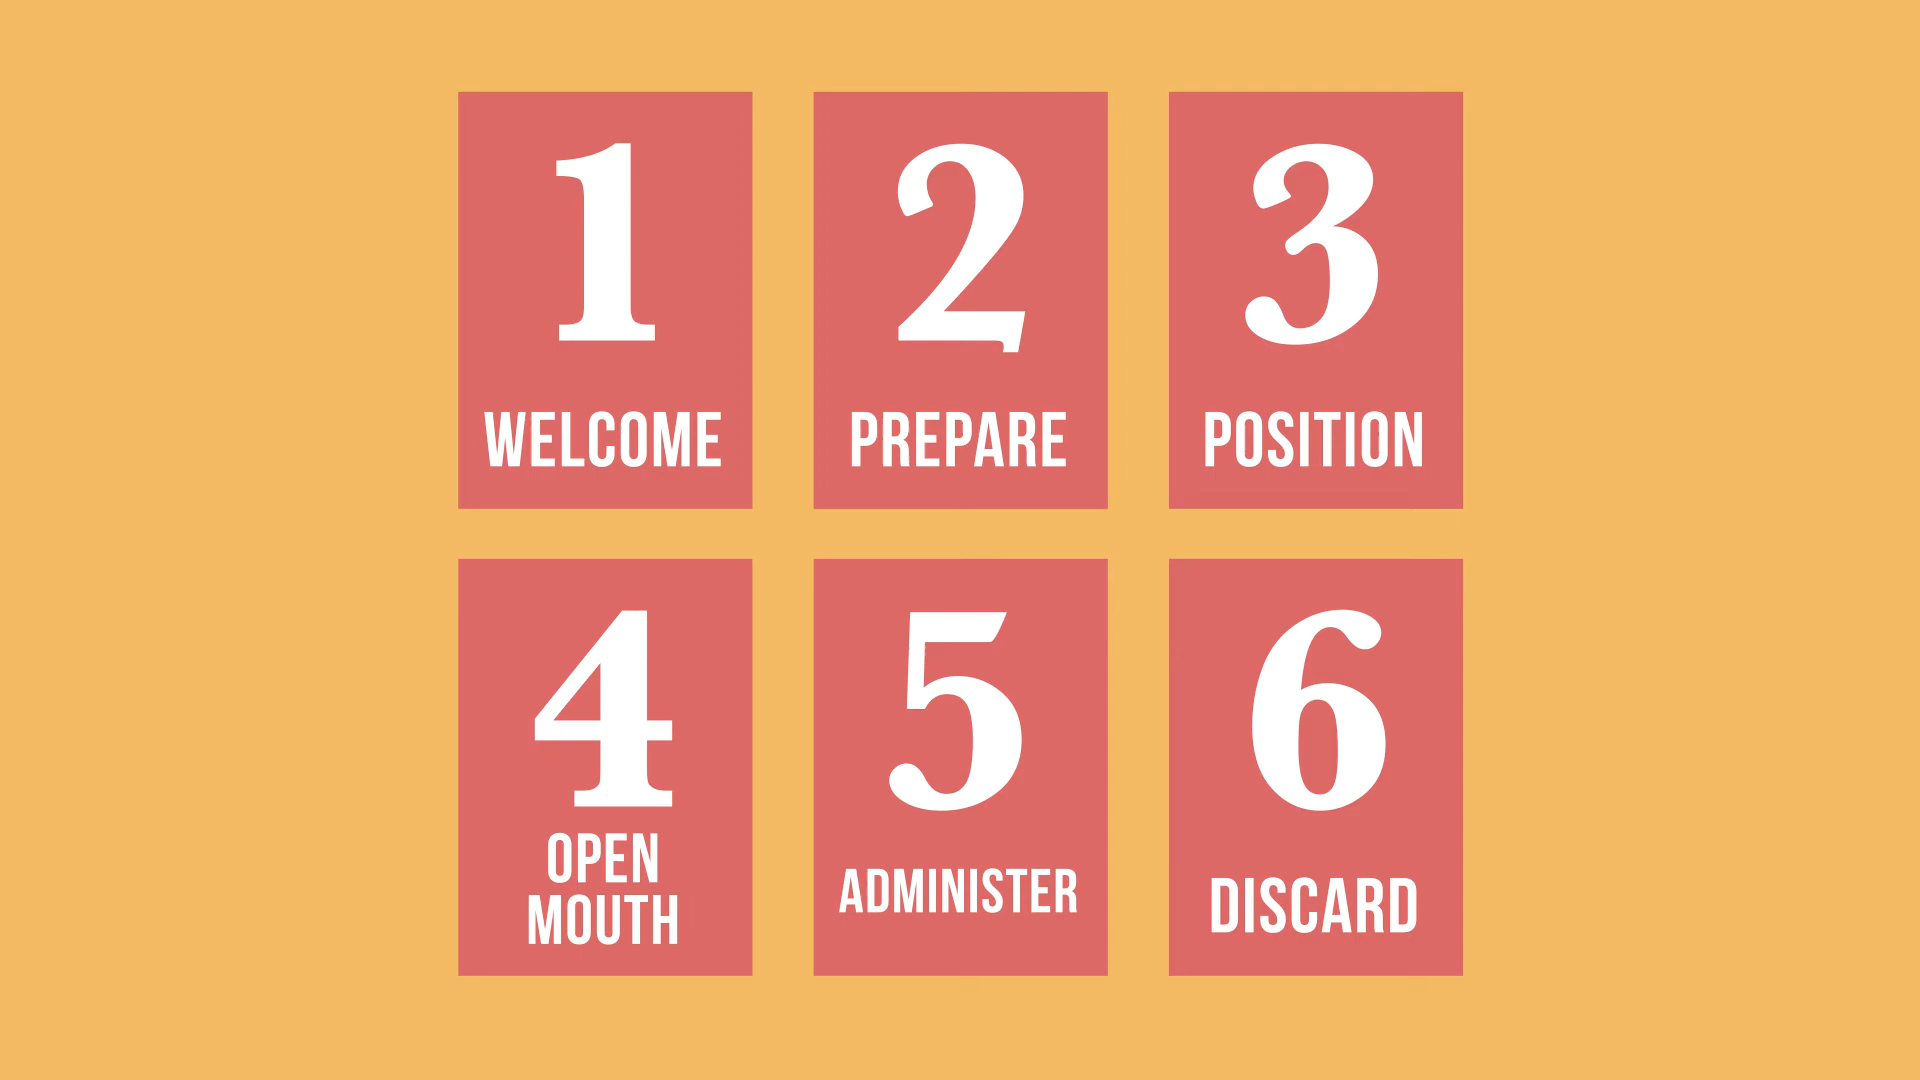 1
WELCOME
2
PREPARE
3
POSITION
4
OPEN
MOUTH
5
ADMINISTER
6
DISCARD